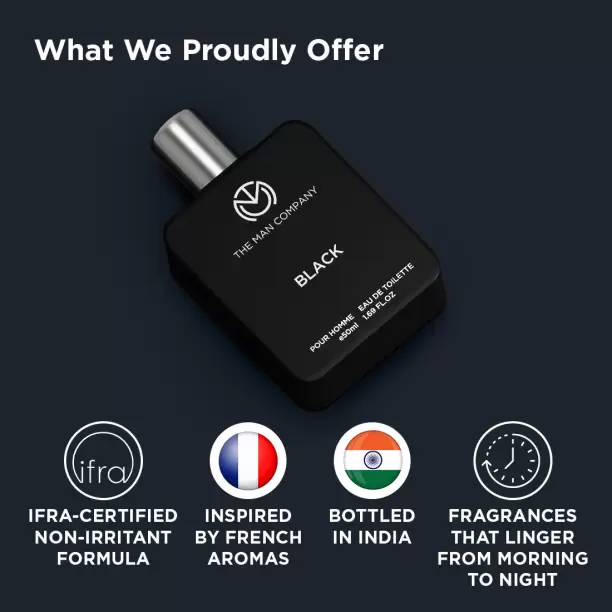 What We Proudly Offer
THE MAN COMPANY
BLACK
POUR HOMME EAU DE TOILETTE
e50ml 1.69 FL.OZ
ifra
IFRA-CERTIFIED
NON-IRRITANT
FORMULA
INSPIRED
BY FRENCH
AROMAS
BOTTLED
IN INDIA
FRAGRANCES
THAT LINGER
FROM MORNING
TO NIGHT